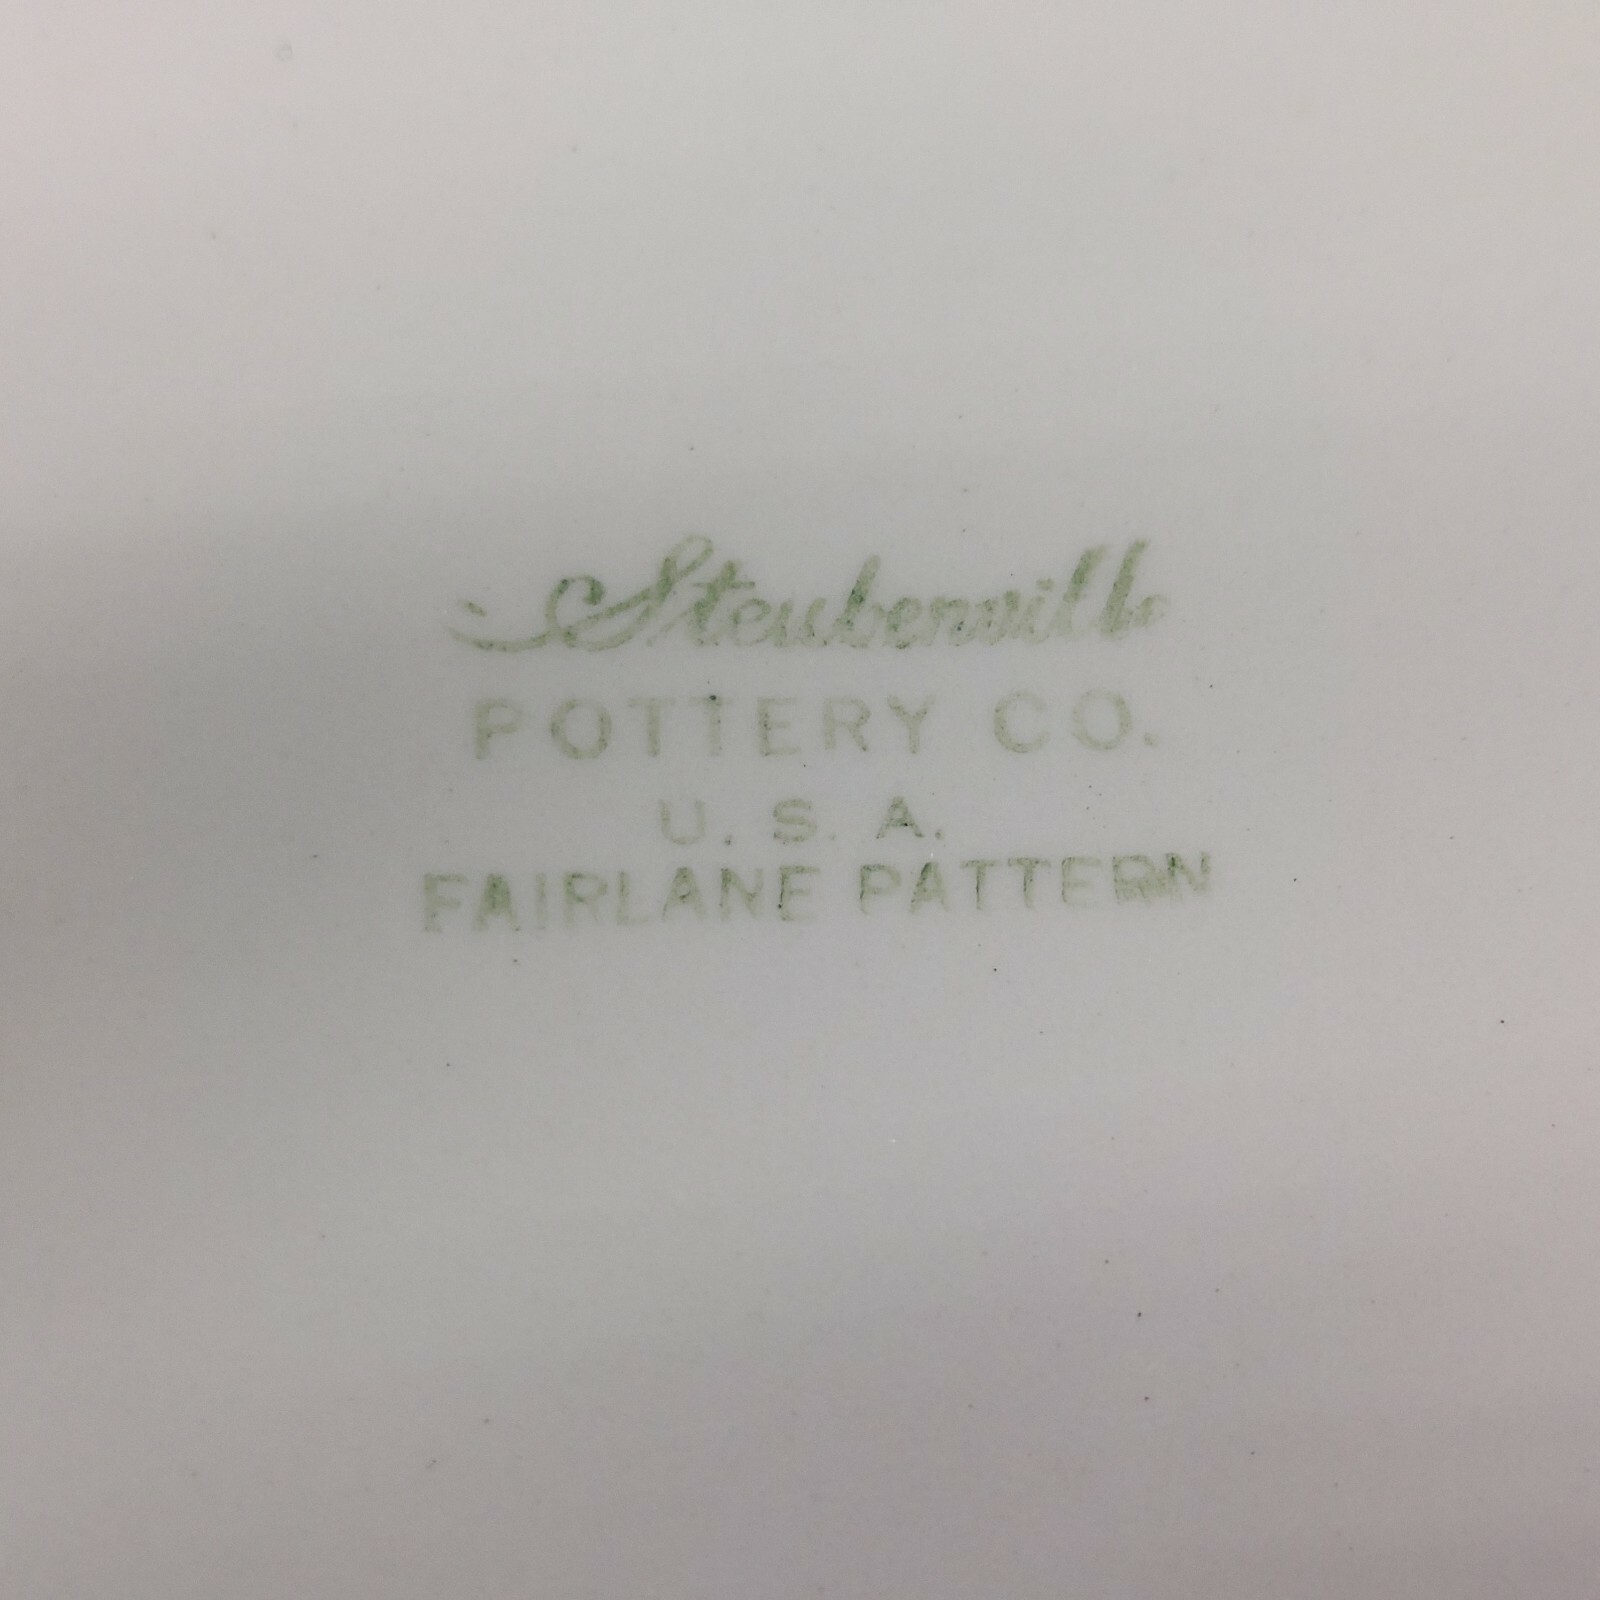 Steubenville
POTTERY CO.
U. S. A.
FAIRLANE PATTERN